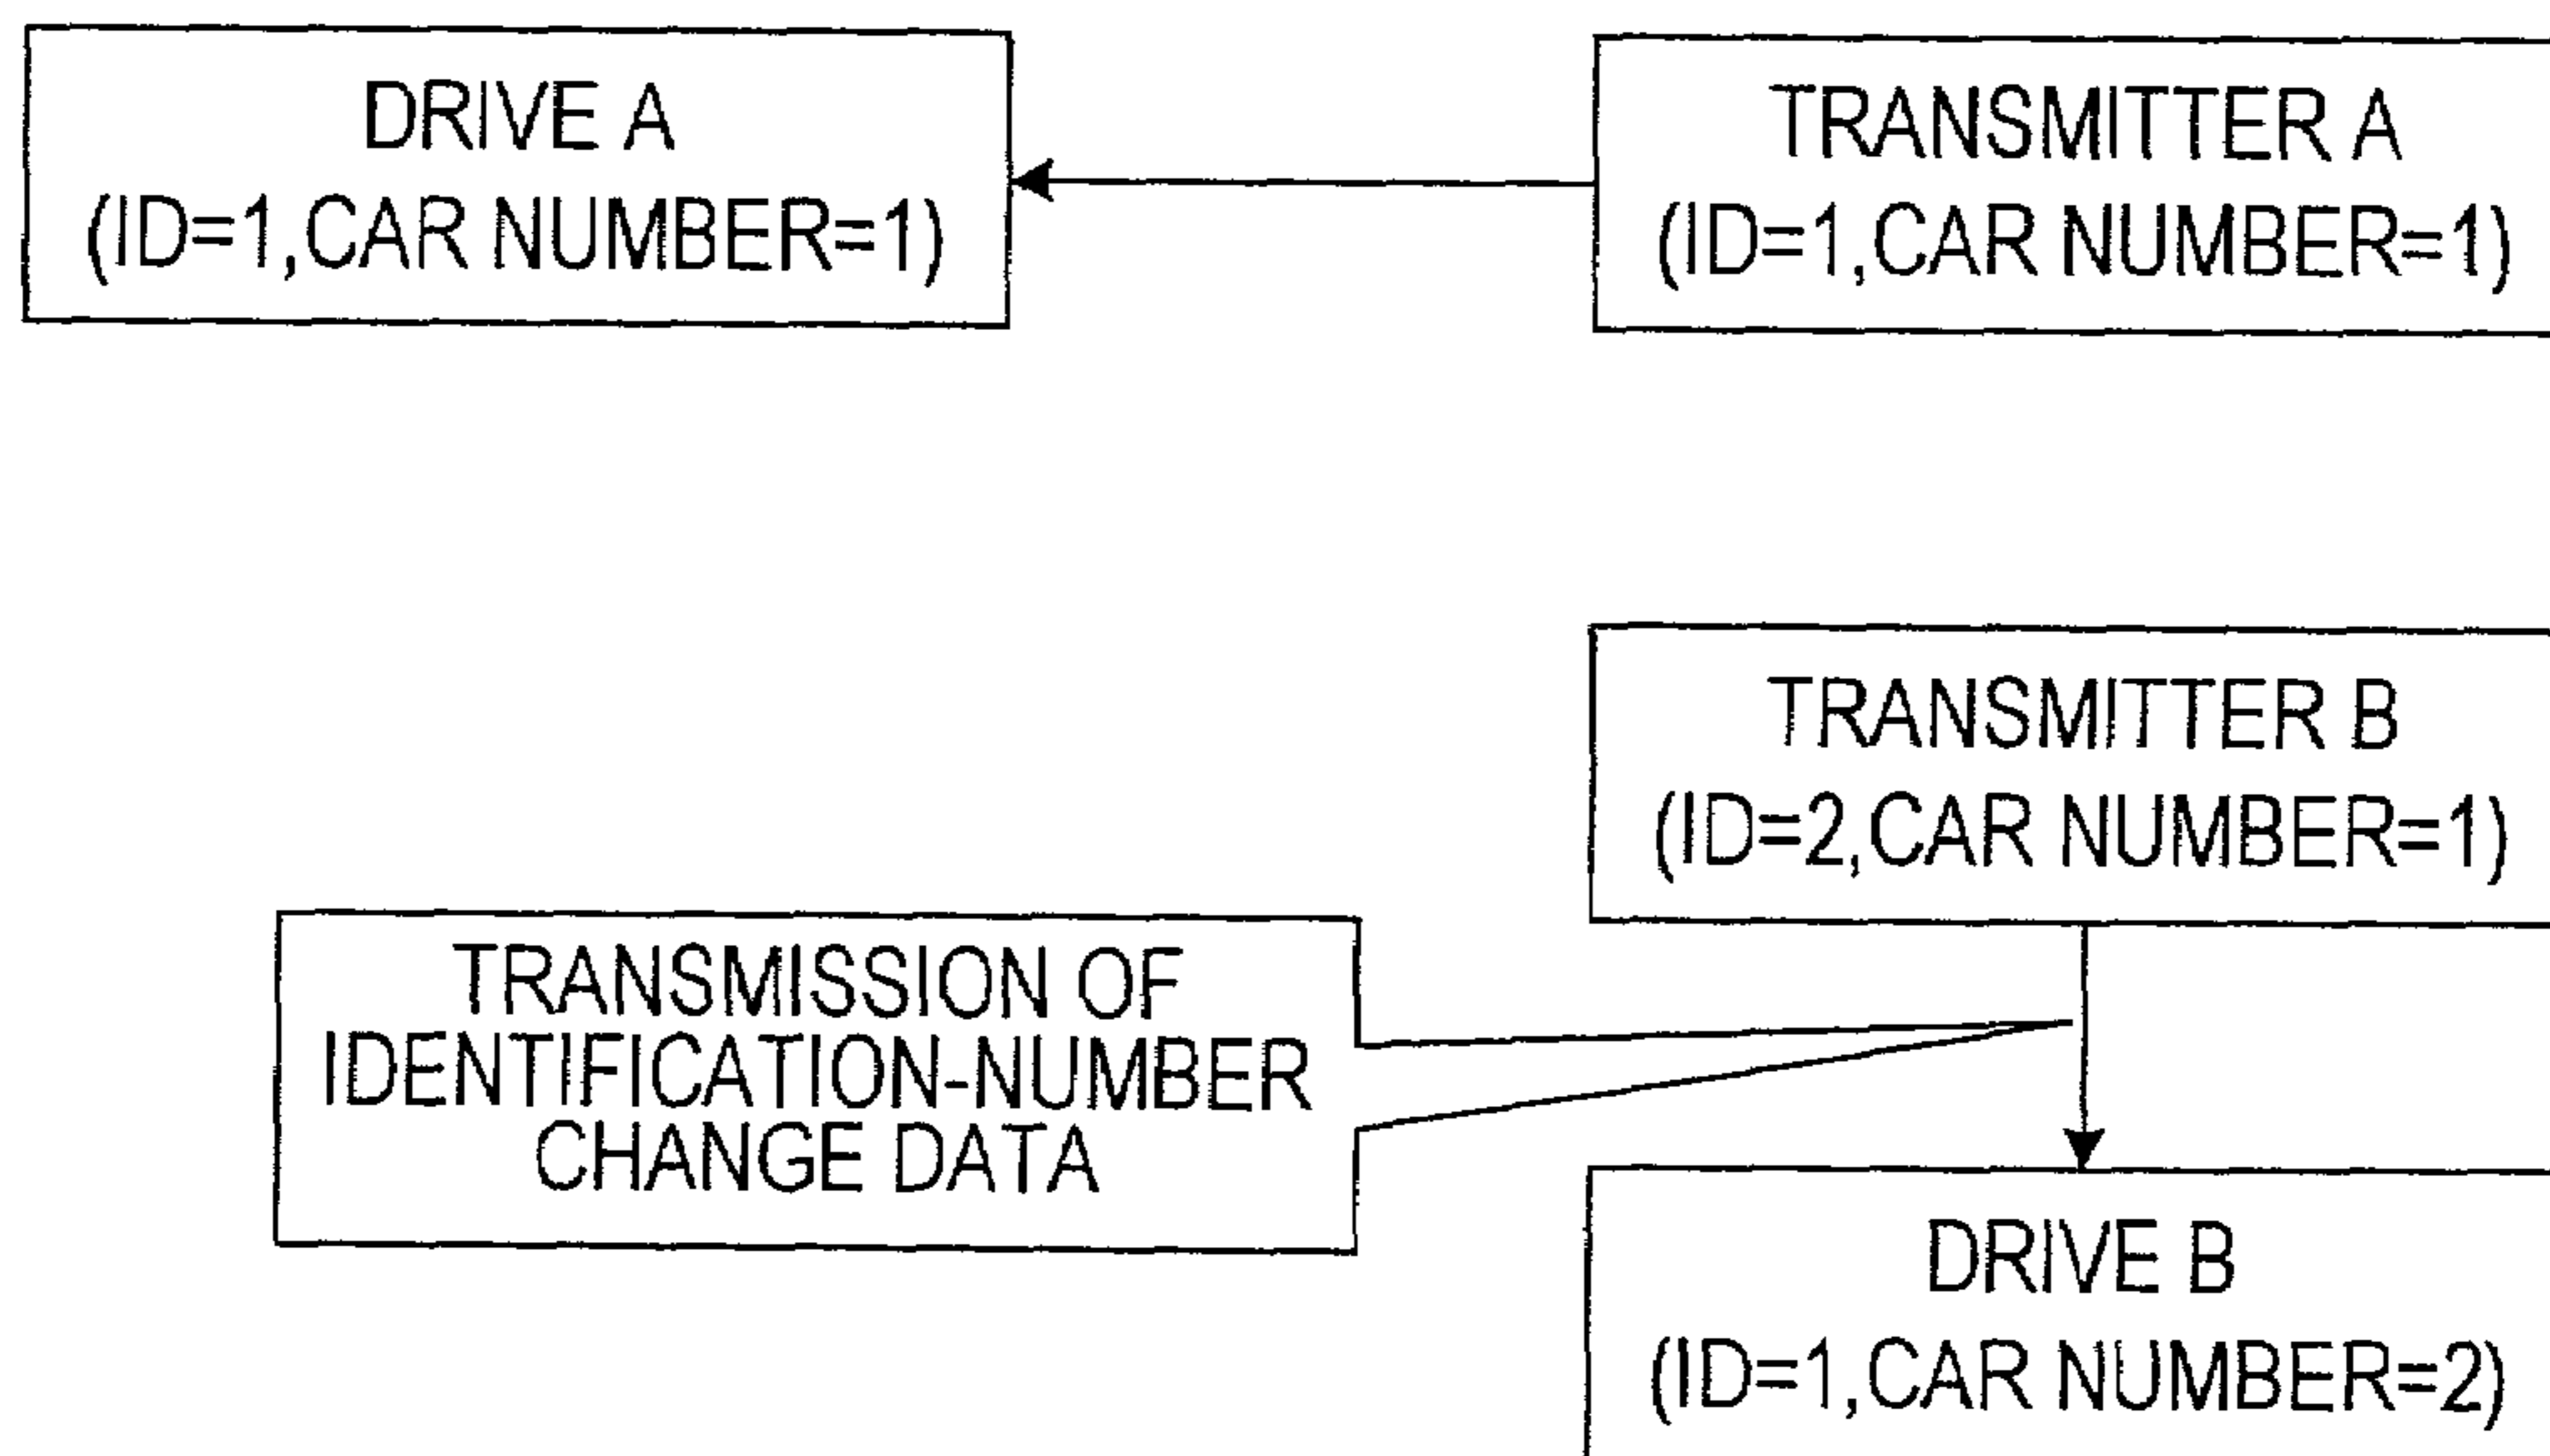 DRIVE A
(ID=1,CAR NUMBER=1)
TRANSMITTER A
(ID=1,CAR NUMBER=1)
TRANSMITTER B
(ID=2,CAR NUMBER=1)
TRANSMISSION OF
IDENTIFICATION-NUMBER
CHANGE DATA
DRIVE B
(ID=1,CAR NUMBER=2)